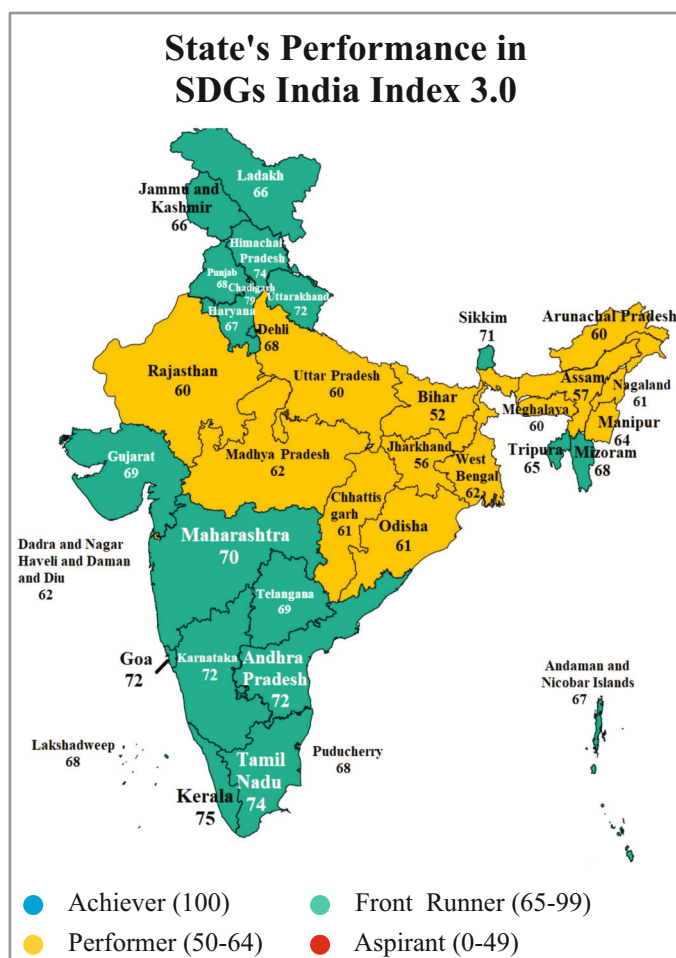 State's Performance in
SDGs India Index 3.0
Ladakh
66
Jammu and
Kashmir
66
Himachal
Pradesh
74
Punjab
68
Chadigarh
79
Uttarakhand
72
Haryana
67
Dehli
68
Sikkim
71
Arunachal Pradesh
60
Rajasthan
60
Uttar Pradesh
60
Bihar
52
Assam
57
Nagaland
61
Meghalaya
60
Manipur
64
Tripura
65
Mizoram
68
Gujarat
69
Madhya Pradesh
62
Jharkhand
56
West
Bengal
62
Chhattis
garh
61
Odisha
61
Maharashtra
70
Dadra and Nagar
Haveli and Daman
and Diu
62
Telangana
69
Goa
72
Karnataka
72
Andhra
Pradesh
72
Andaman and
Nicobar Islands
67
Lakshadweep
68
Puducherry
68
Tamil
Nadu
74
Kerala
75
Achiever (100)
Front Runner (65-99)
Performer (50-64)
Aspirant (0-49)